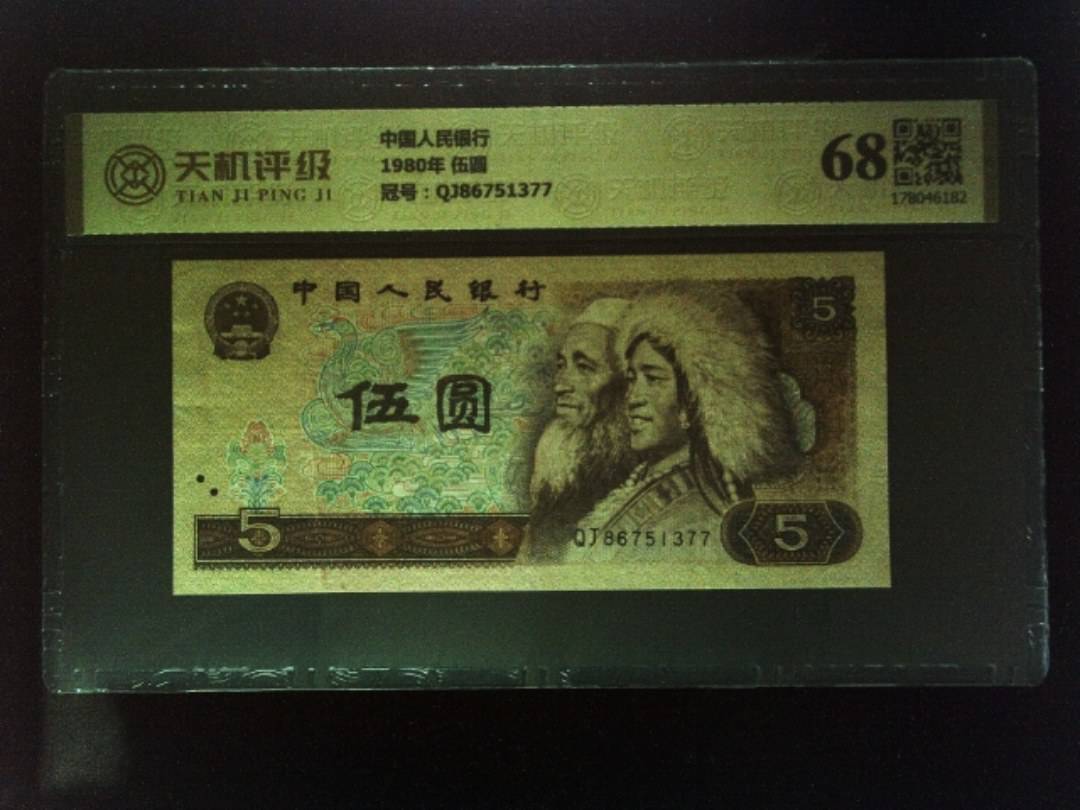 天机评级
TIAN JI PING JI
中国人民银行
1980年 伍圆
冠号：QJ86751377
68
178046182
中国人民银行
5
伍圆
5
QJ86751377
5